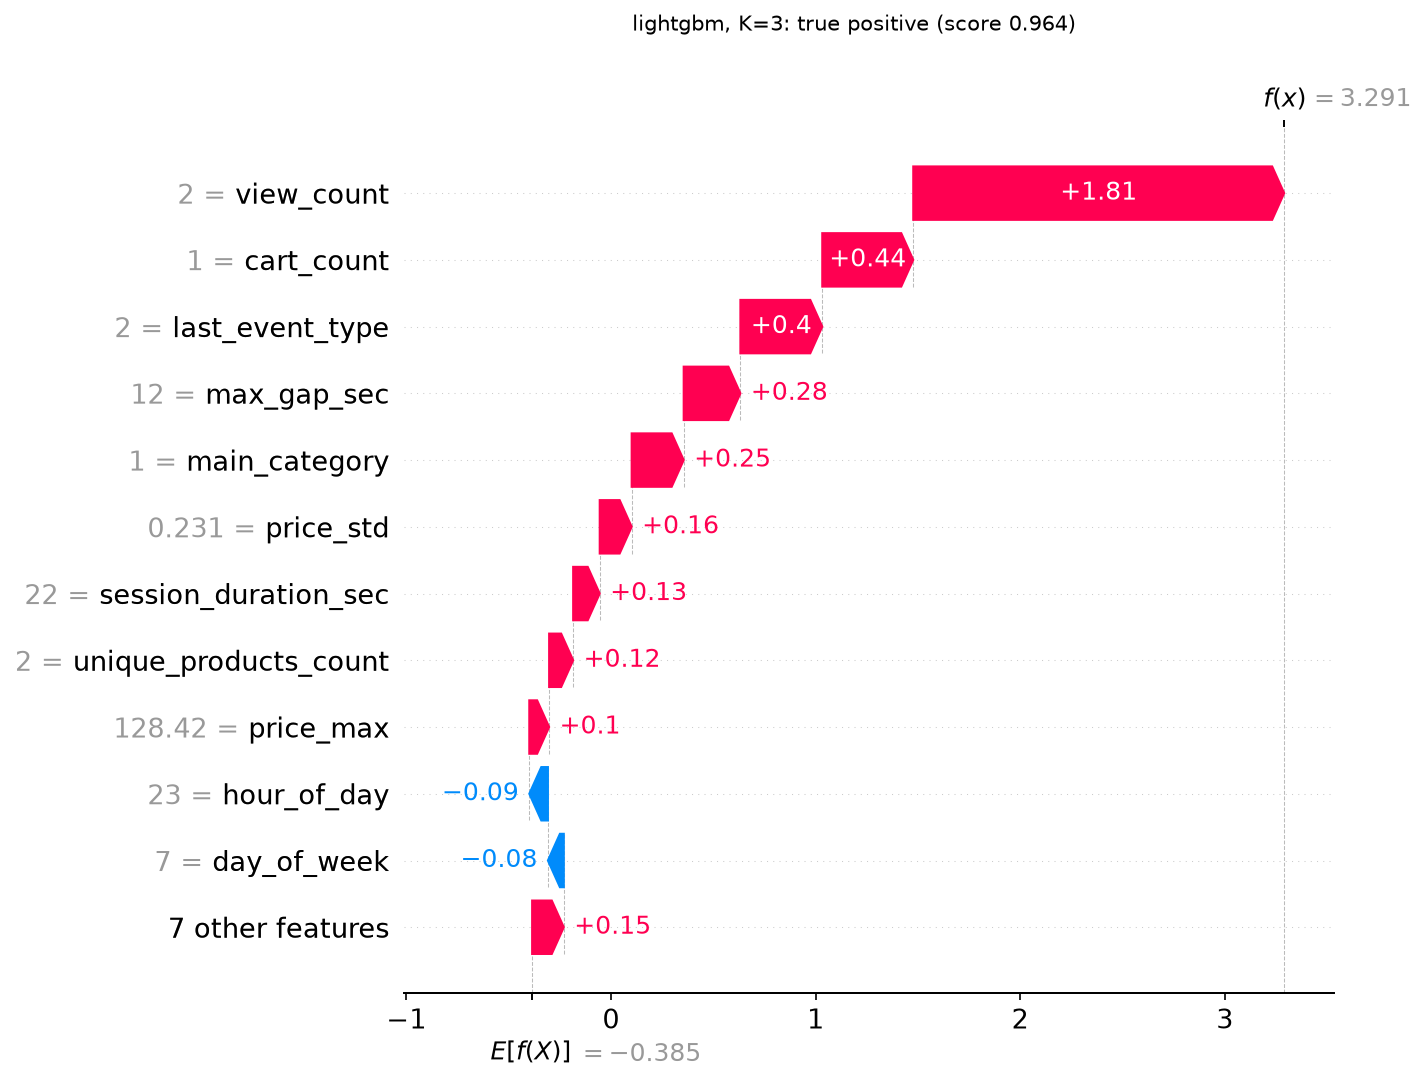 lightgbm, K=3: true positive (score 0.964)
f(x) = 3.291
2 = view_count +1.81
1 = cart_count +0.44
2 = last_event_type +0.4
12 = max_gap_sec +0.28
1 = main_category +0.25
0.231 = price_std +0.16
22 = session_duration_sec +0.13
2 = unique_products_count +0.12
128.42 = price_max +0.1
23 = hour_of_day −0.09
7 = day_of_week −0.08
7 other features +0.15
−1 0 1 2 3
E[f(X)] = −0.385